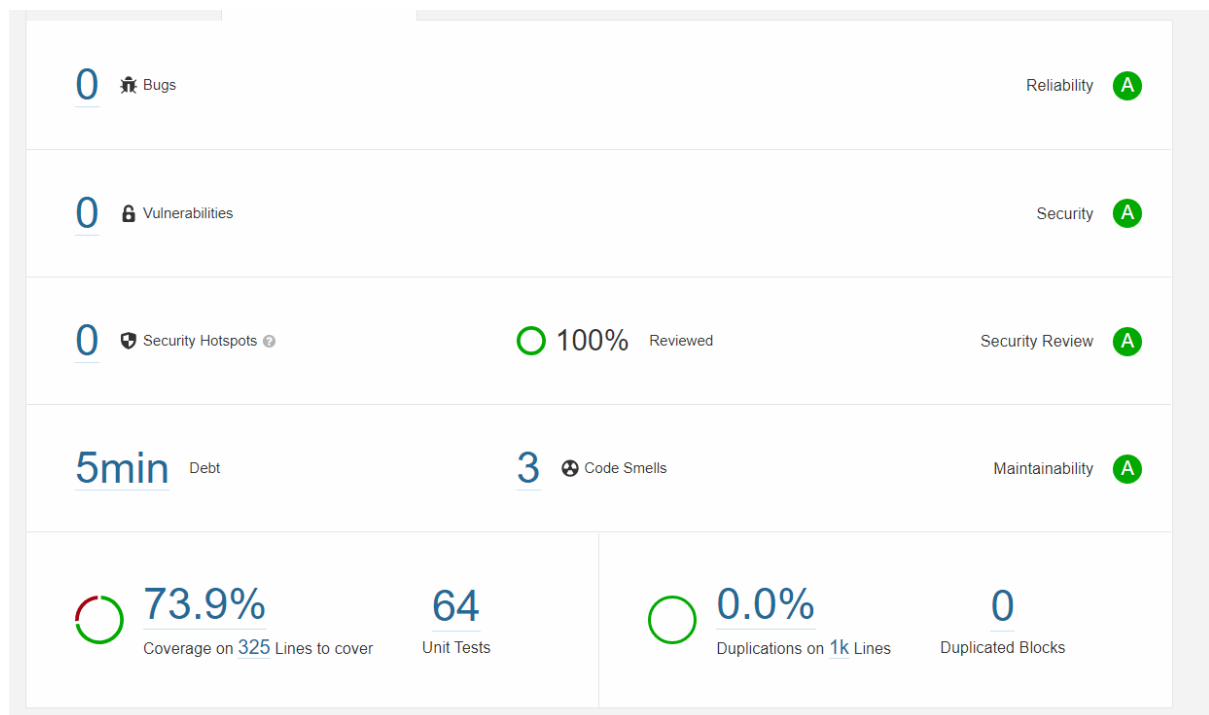 0 Bugs Reliability A
0 Vulnerabilities Security A
0 Security Hotspots ? 100% Reviewed Security Review A
5min Debt 3 Code Smells Maintainability A
73.9% 64 0.0% 0
Coverage on 325 Lines to cover Unit Tests Duplications on 1k Lines Duplicated Blocks